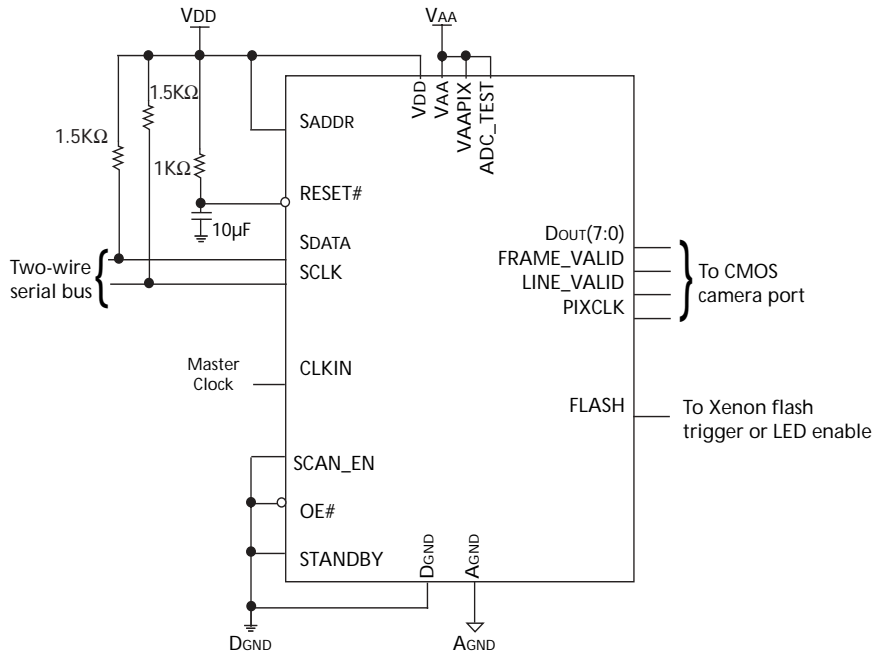 VDD
VAA
1.5KΩ
1.5KΩ
1KΩ
10µF
VDD
VAA
VAAPIX
ADC_TEST
SADDR
RESET#
SDATA
SCLK
Two-wire
serial bus
DOUT(7:0)
FRAME_VALID
LINE_VALID
PIXCLK
To CMOS
camera port
Master
Clock
CLKIN
FLASH
To Xenon flash
trigger or LED enable
SCAN_EN
OE#
STANDBY
DGND
AGND
DGND
AGND